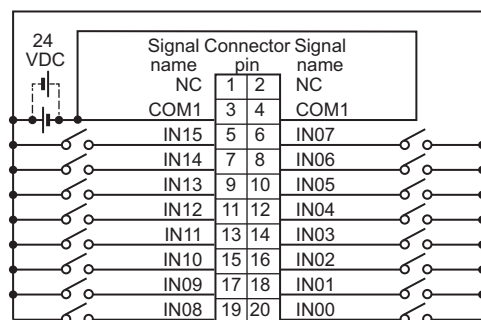 24
VDC
Signal Connector Signal
name pin name
NC 1 2 NC
COM1 3 4 COM1
IN15 5 6 IN07
IN14 7 8 IN06
IN13 9 10 IN05
IN12 11 12 IN04
IN11 13 14 IN03
IN10 15 16 IN02
IN09 17 18 IN01
IN08 19 20 IN00